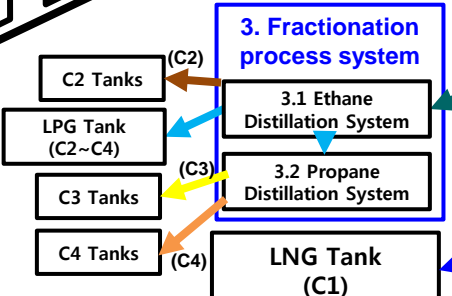 3. Fractionation
process system
(C2)
C2 Tanks
3.1 Ethane
Distillation System
LPG Tank
(C2~C4)
(C3)
3.2 Propane
Distillation System
C3 Tanks
C4 Tanks
(C4)
LNG Tank
(C1)